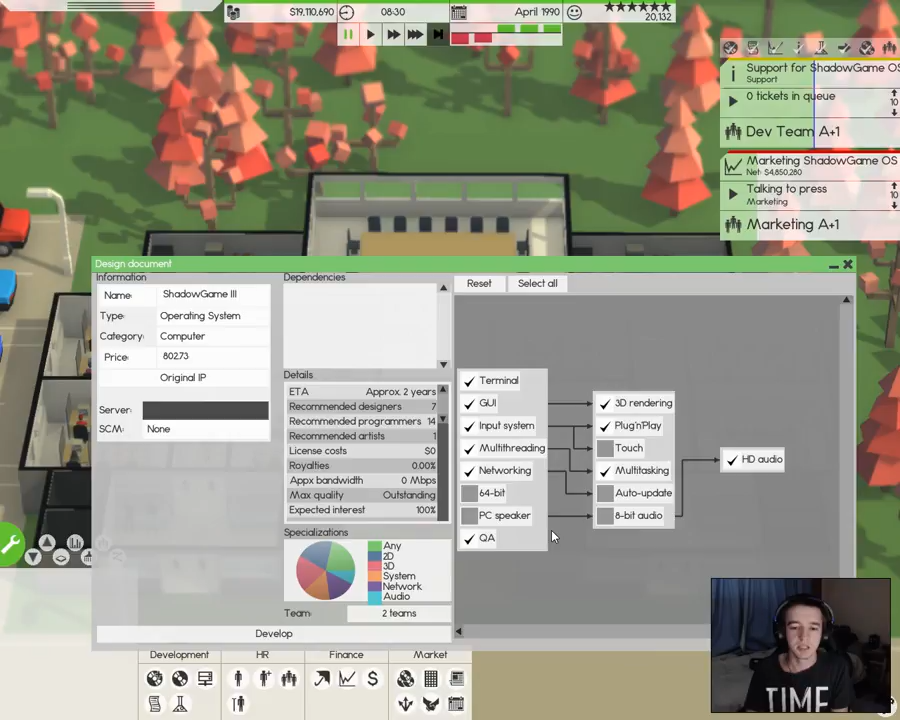 $19,110,690
08:30
April 1990
20,132
Support for ShadowGame OS
Support
0 tickets in queue
10
Dev Team A+1
Marketing ShadowGame OS
Net: $4,850,280
Talking to press
Marketing
10
Marketing A+1
Design document
Information
Name: ShadowGame III
Type: Operating System
Category: Computer
Price: 802.73
Original IP
Server:
SCM: None
Dependencies
Details
ETA Approx. 2 years
Recommended designers 7
Recommended programmers 14
Recommended artists 1
License costs $0
Royalties 0.00%
Appx bandwidth 0 Mbps
Max quality Outstanding
Expected interest 100%
Specializations
Any
2D
3D
System
Network
Audio
Team: 2 teams
Develop
Reset Select all
Terminal
GUI
Input system
Multithreading
Networking
64-bit
PC speaker
QA
3D rendering
Plug'n'Play
Touch
Multitasking
Auto-update
8-bit audio
HD audio
Development HR Finance Market
TIME